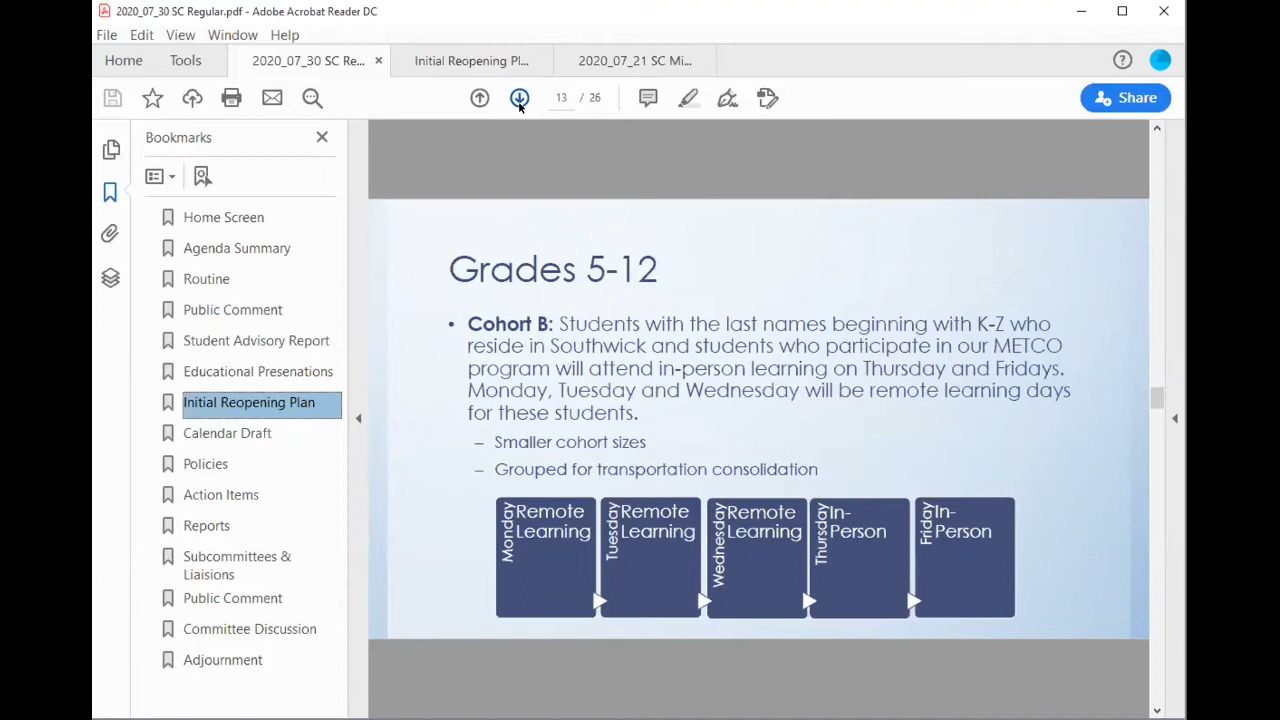 2020_07_30 SC Regular.pdf - Adobe Acrobat Reader DC
File Edit View Window Help
Home Tools 2020_07_30 SC Re... × Initial Reopening Pl... 2020_07_21 SC Mi...
13 / 26 Share
Bookmarks
Home Screen
Agenda Summary
Routine
Public Comment
Student Advisory Report
Educational Presenations
Initial Reopening Plan
Calendar Draft
Policies
Action Items
Reports
Subcommittees &
Liaisions
Public Comment
Committee Discussion
Adjournment
Grades 5-12
• Cohort B: Students with the last names beginning with K-Z who
reside in Southwick and students who participate in our METCO
program will attend in-person learning on Thursday and Fridays.
Monday, Tuesday and Wednesday will be remote learning days
for these students.
– Smaller cohort sizes
– Grouped for transportation consolidation
Monday
Remote
Learning
Tuesday
Remote
Learning
Wednesday
Remote
Learning
Thursday
In-
Person
Friday
In-
Person